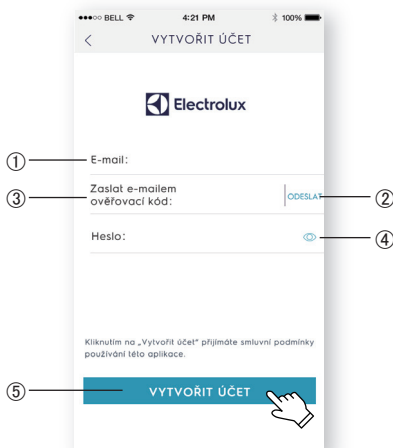 BELL 4:21 PM 100%
< VYTVOŘIT ÚČET
Electrolux
① E-mail:
③ Zaslat e-mailem
ověřovací kód: ODESLAT ②
Heslo: ④
Kliknutím na „Vytvořit účet“ přijímáte smluvní podmínky
používání této aplikace.
⑤ VYTVOŘIT ÚČET